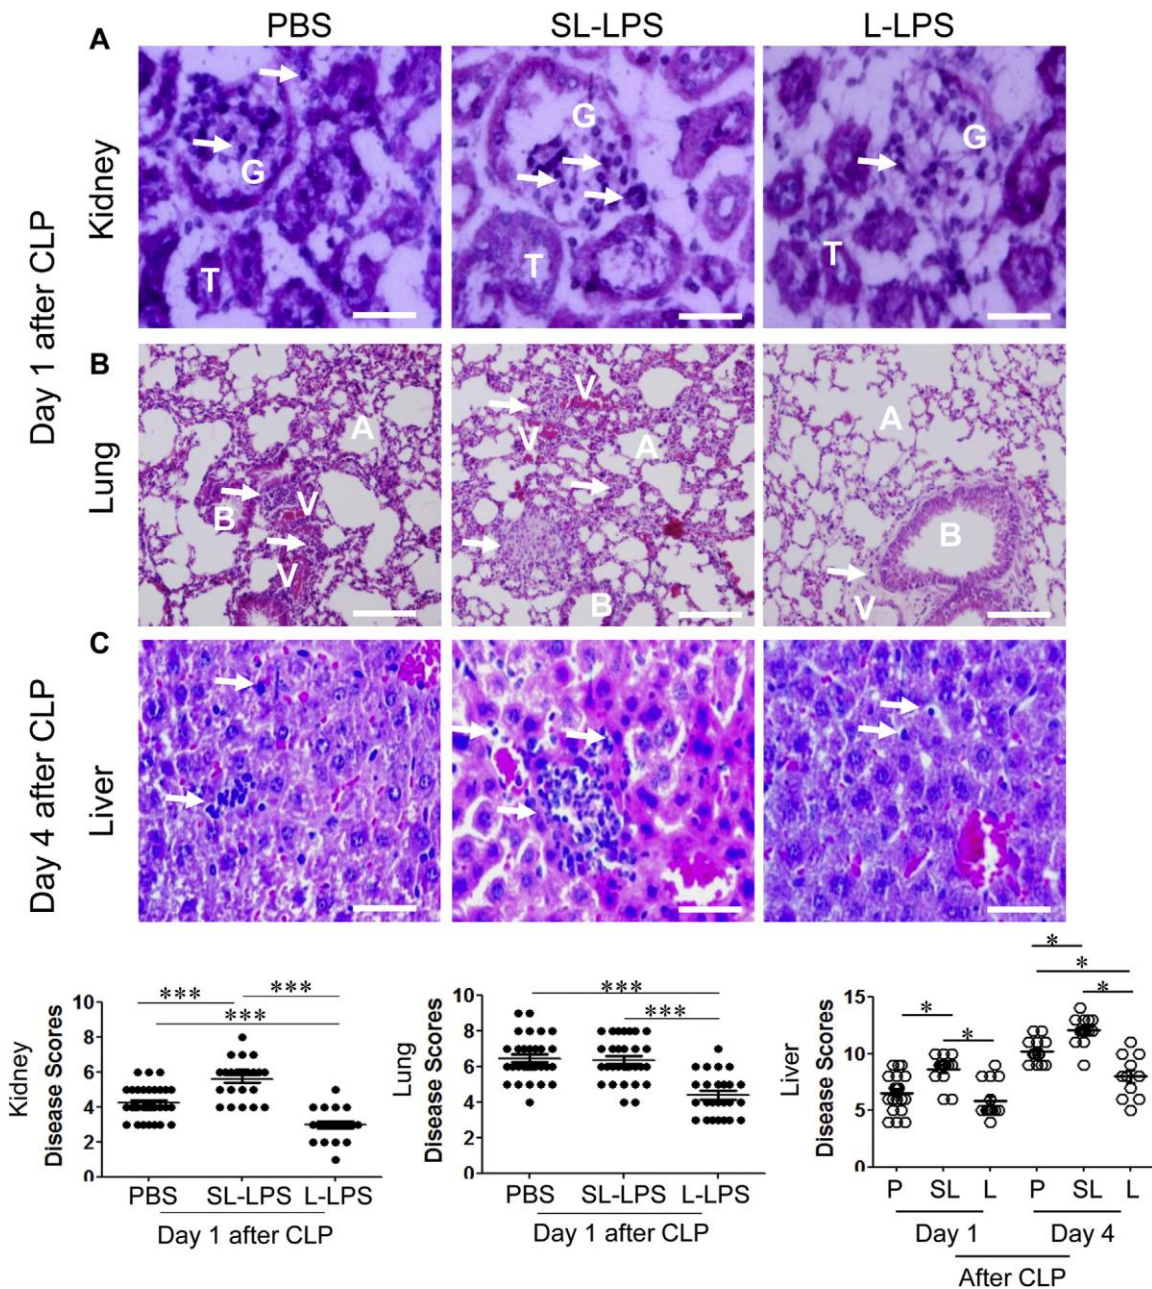 PBS SL-LPS L-LPS
A
Day 1 after CLP
Kidney
G T
G T
G T
B
Lung
A B V V
V V A B
A B V
C
Day 4 after CLP
Liver
Kidney
Disease Scores
10
8
6
4
2
0
*** ***
***
PBS SL-LPS L-LPS
Day 1 after CLP
Lung
Disease Scores
10
8
6
4
2
0
***
***
PBS SL-LPS L-LPS
Day 1 after CLP
Liver
Disease Scores
15
10
5
0
* *
*
*
*
P SL L P SL L
Day 1 Day 4
After CLP